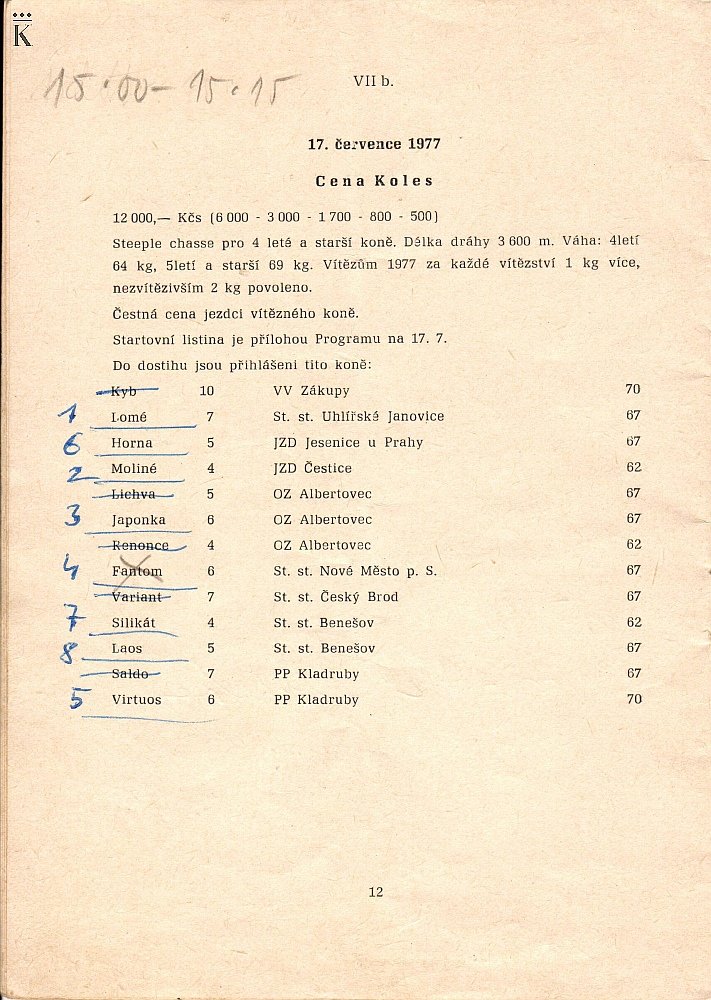 K
15.00 - 15.15
VII b.
17. července 1977
Cena Koles
12 000,— Kčs (6 000 - 3 000 - 1 700 - 800 - 500)
Steeple chasse pro 4 leté a starší koně. Délka dráhy 3 600 m. Váha: 4letí
64 kg, 5letí a starší 69 kg. Vítězům 1977 za každé vítězství 1 kg více,
nezvítězivším 2 kg povoleno.
Čestná cena jezdci vítězného koně.
Startovní listina je přílohou Programu na 17. 7.
Do dostihu jsou přihlášeni tito koně:
Kyb 10 VV Zákupy 70
1 Lomé 7 St. st. Uhlířské Janovice 67
6 Horna 5 JZD Jesenice u Prahy 67
2 Moliné 4 JZD Čestice 62
Lichva 5 OZ Albertovec 67
3 Japonka 6 OZ Albertovec 67
Renonce 4 OZ Albertovec 62
4 Fantom 6 St. st. Nové Město p. S. 67
Variant 7 St. st. Český Brod 67
7 Silikát 4 St. st. Benešov 62
8 Laos 5 St. st. Benešov 67
Saldo 7 PP Kladruby 67
5 Virtuos 6 PP Kladruby 70
12